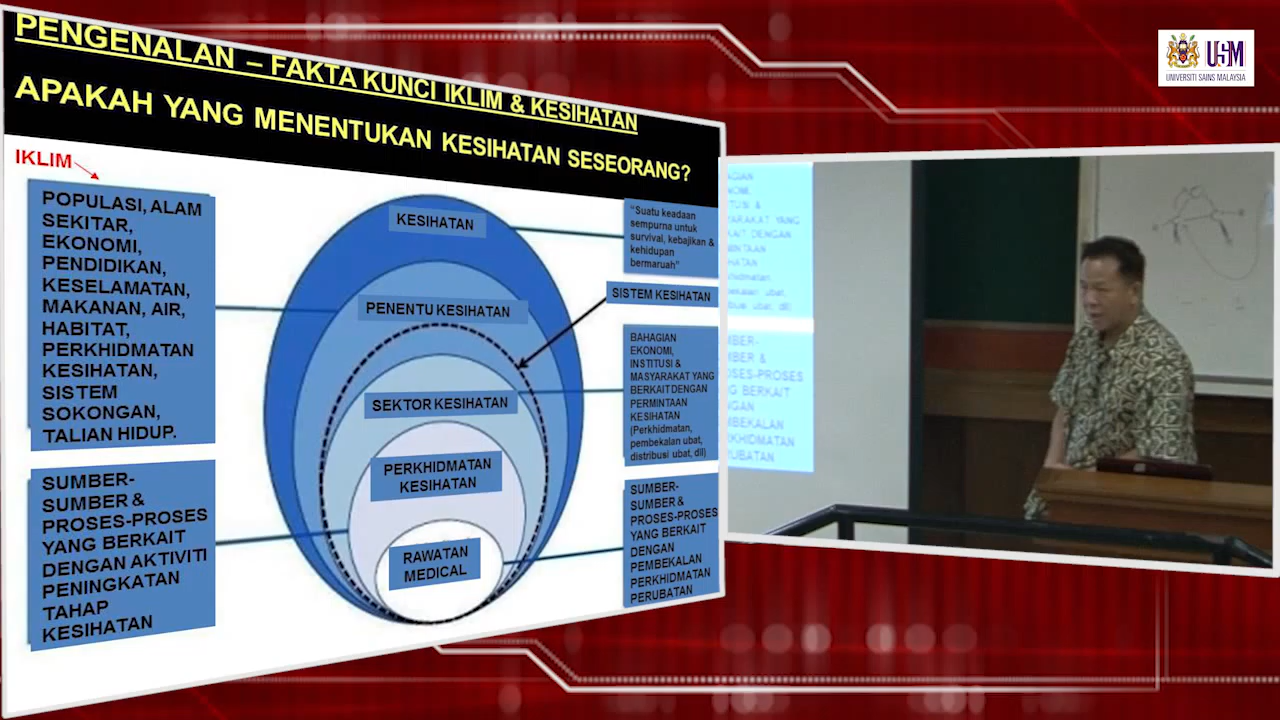 PENGENALAN – FAKTA KUNCI IKLIM & KESIHATAN
APAKAH YANG MENENTUKAN KESIHATAN SESEORANG?
IKLIM
POPULASI, ALAM
SEKITAR,
EKONOMI,
PENDIDIKAN,
KESELAMATAN,
MAKANAN, AIR,
HABITAT,
PERKHIDMATAN
KESIHATAN,
SISTEM
SOKONGAN,
TALIAN HIDUP.
SUMBER-
SUMBER &
PROSES-PROSES
YANG BERKAIT
DENGAN AKTIVITI
PENINGKATAN
TAHAP
KESIHATAN
KESIHATAN
PENENTU KESIHATAN
SEKTOR KESIHATAN
PERKHIDMATAN
KESIHATAN
RAWATAN
MEDICAL
"Suatu keadaan
sempurna untuk
survival, kebajikan &
kehidupan
bermaruah"
SISTEM KESIHATAN
BAHAGIAN
EKONOMI,
INSTITUSI &
MASYARAKAT YANG
BERKAIT DENGAN
PERMINTAAN
KESIHATAN
(Perkhidmatan,
pembekalan ubat,
distribusi ubat, dll)
SUMBER-
SUMBER &
PROSES-PROSES
YANG BERKAIT
DENGAN
PEMBEKALAN
PERKHIDMATAN
PERUBATAN
USM
UNIVERSITI SAINS MALAYSIA